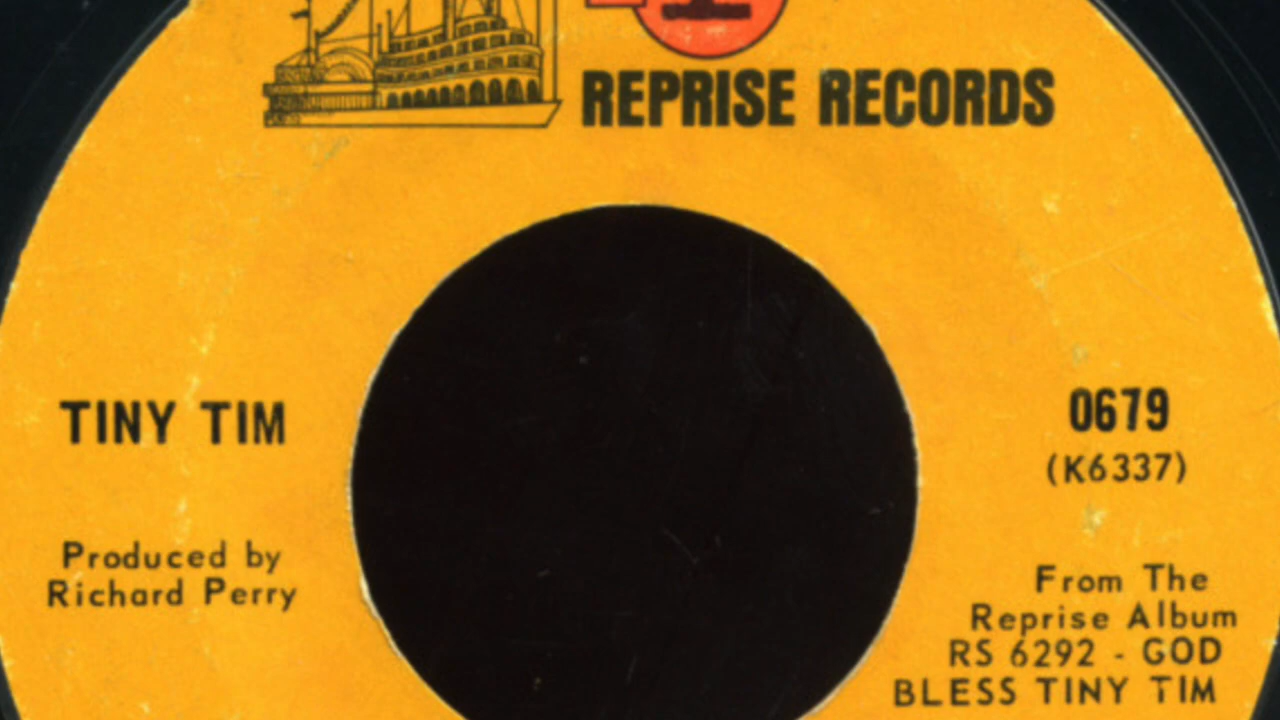 REPRISE RECORDS
TINY TIM
Produced by
Richard Perry
0679
(K6337)
From The
Reprise Album
RS 6292 - GOD
BLESS TINY TIM